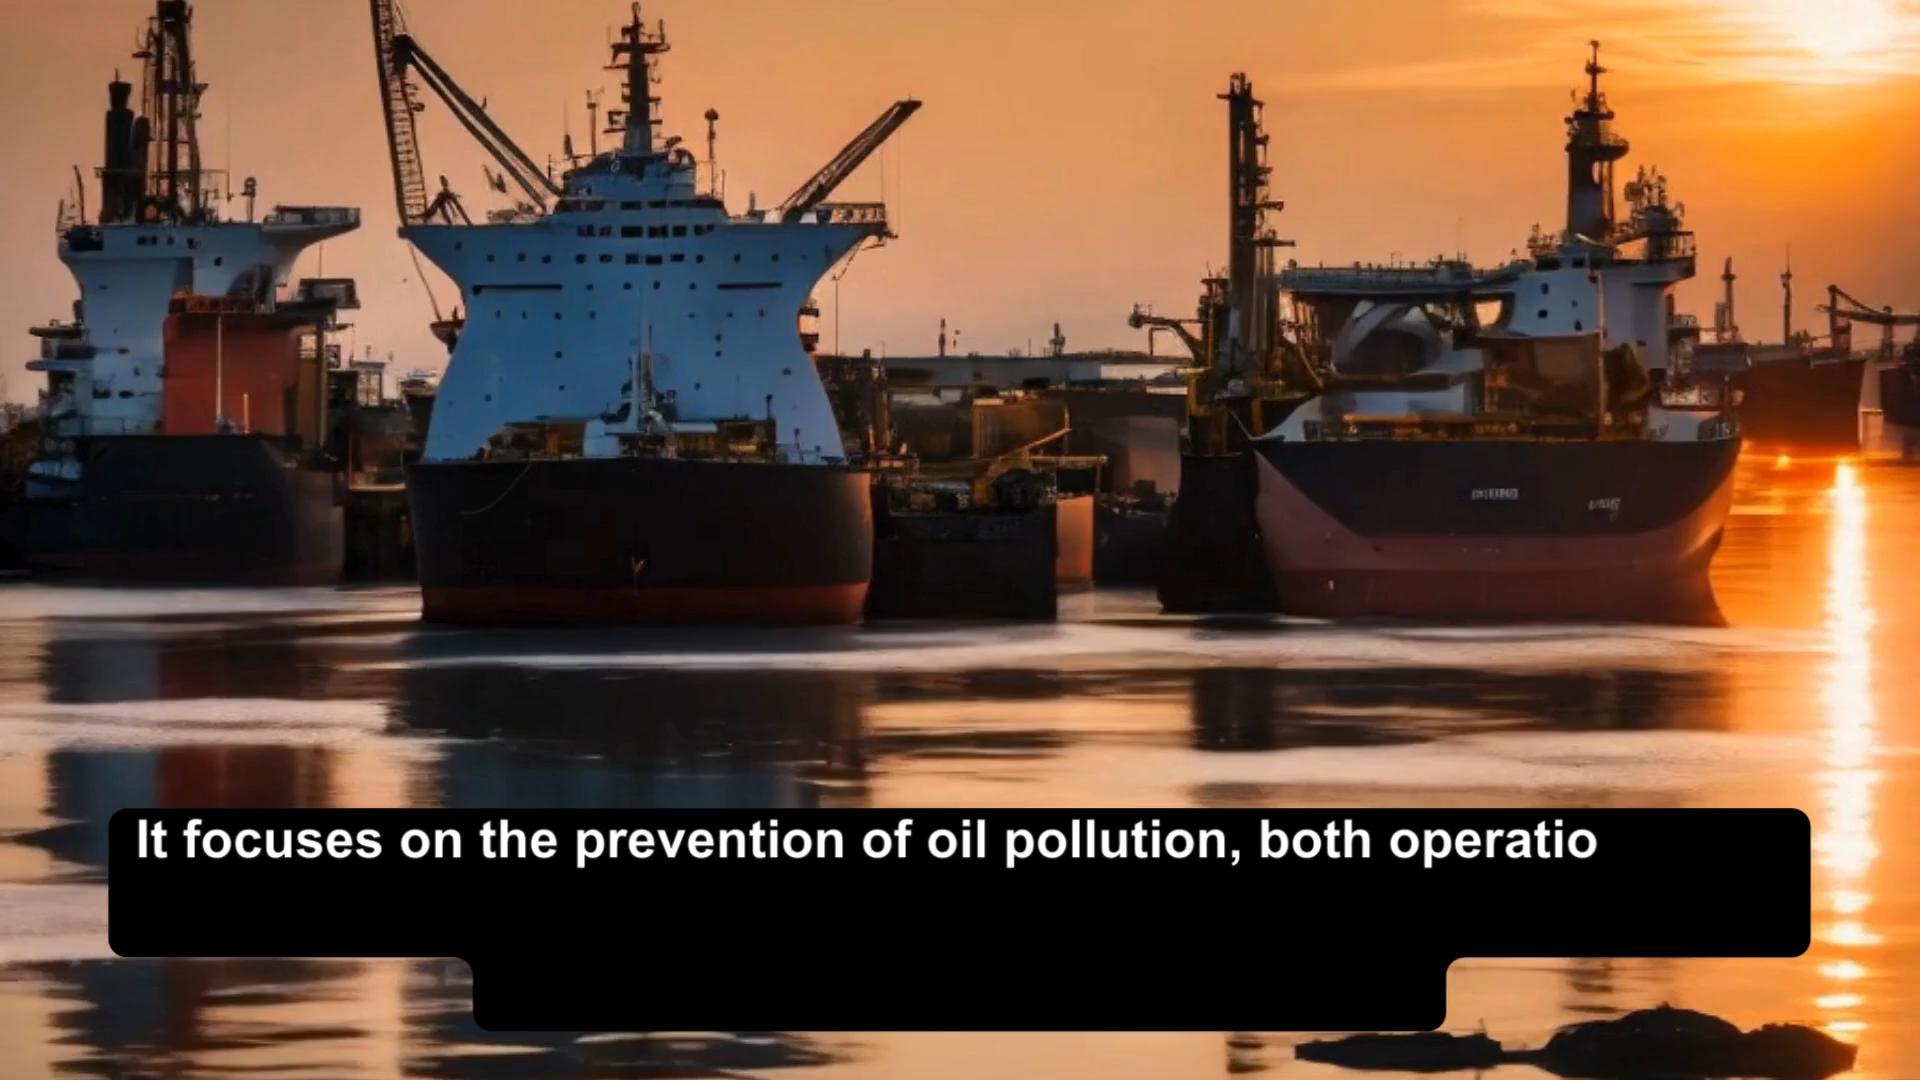 It focuses on the prevention of oil pollution, both operatio